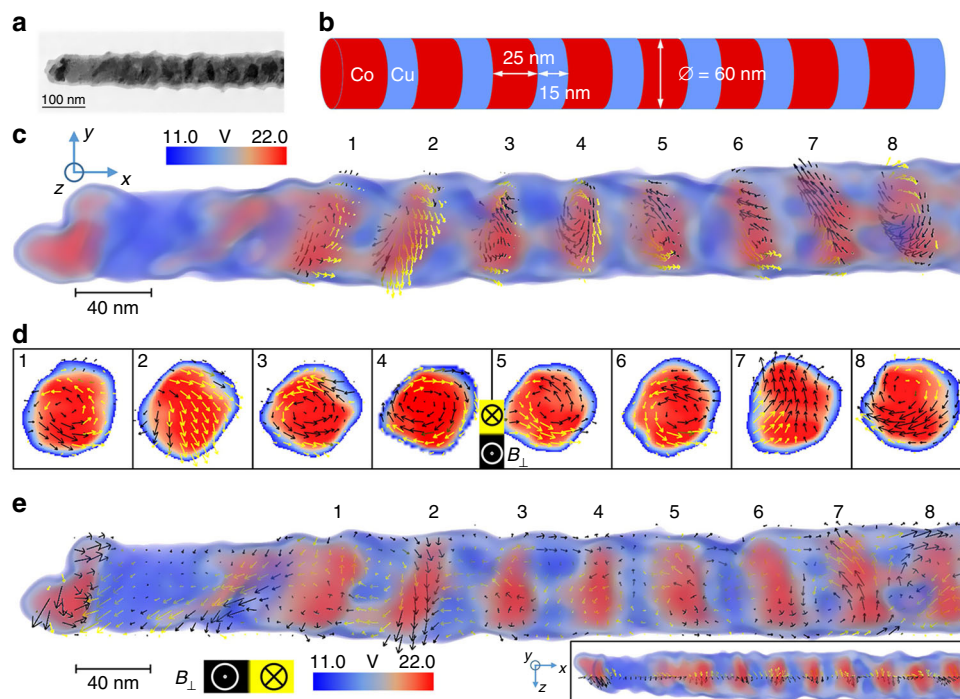 a
100 nm
b
Co
Cu
25 nm
15 nm
∅ = 60 nm
c
y
z
x
11.0 V 22.0
1 2 3 4 5 6 7 8
40 nm
d
1 2 3 4 5 6 7 8
B⊥
e
1 2 3 4 5 6 7 8
40 nm
B⊥
11.0 V 22.0
y
x
z